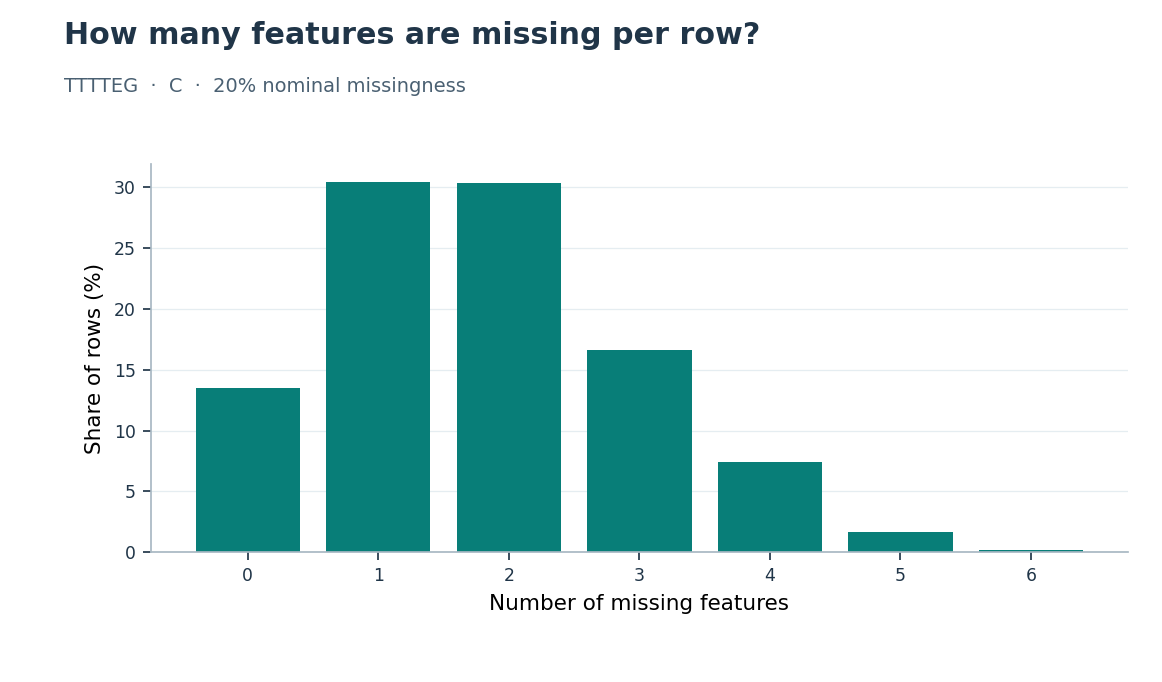 How many features are missing per row?
TTTTEG · C · 20% nominal missingness
Share of rows (%)
30
25
20
15
10
5
0
0 1 2 3 4 5 6
Number of missing features